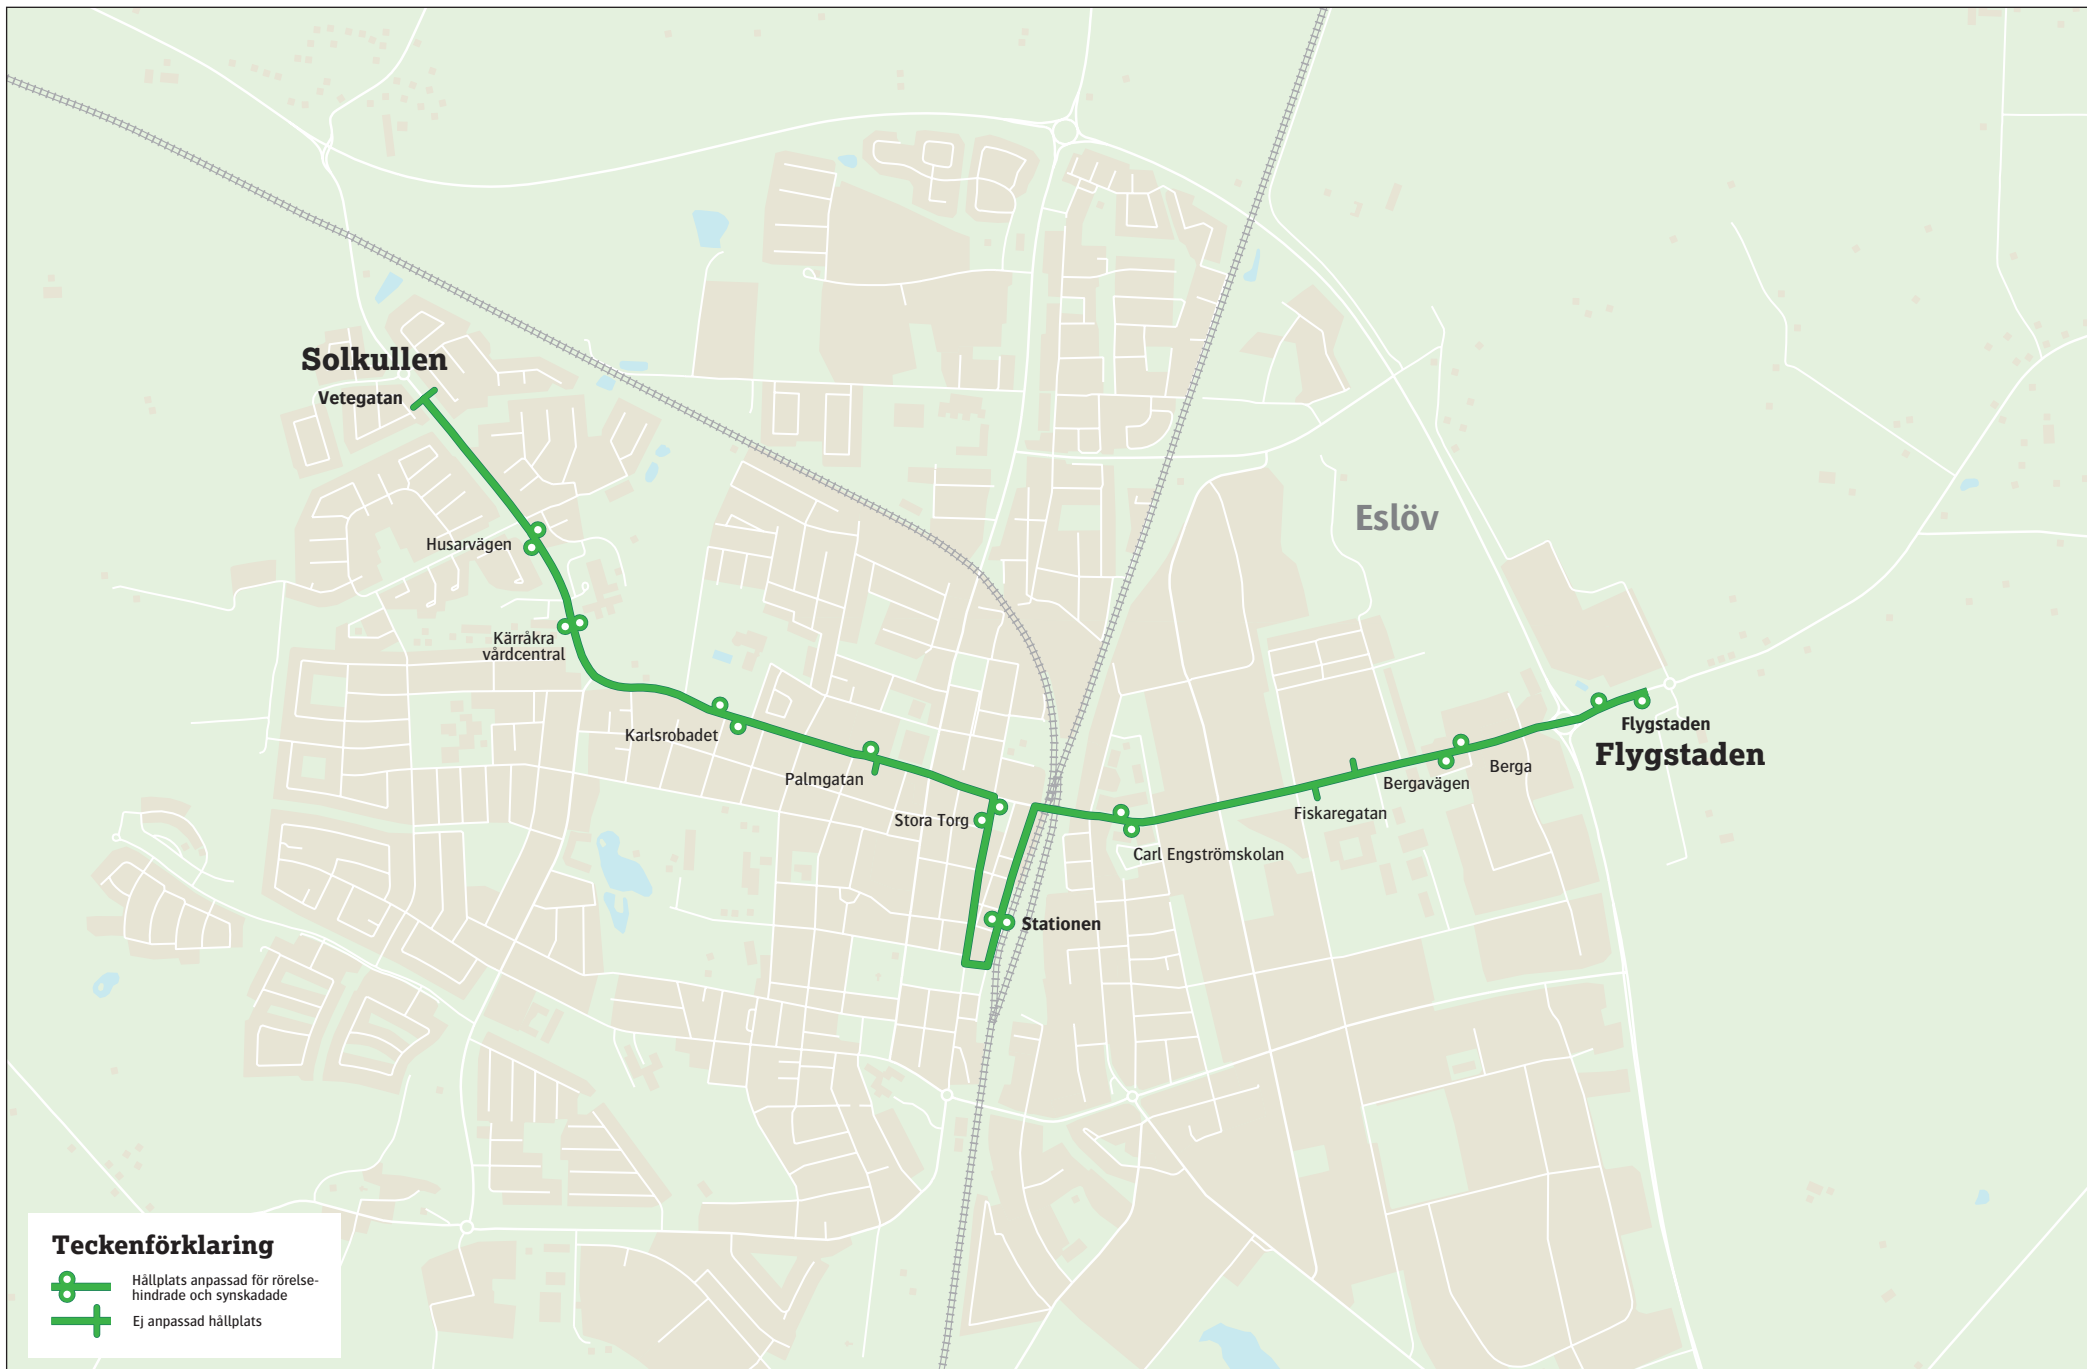 Solkullen
Vetegatan
Eslöv
Husarvägen
Kärråkra
vårdcentral
Karlsrobadet
Palmgatan
Stora Torg
Stationen
Carl Engströmskolan
Fiskaregatan
Bergavägen
Berga
Flygstaden
Flygstaden
Teckenförklaring
Hållplats anpassad för rörelse-
hindrade och synskadade
Ej anpassad hållplats